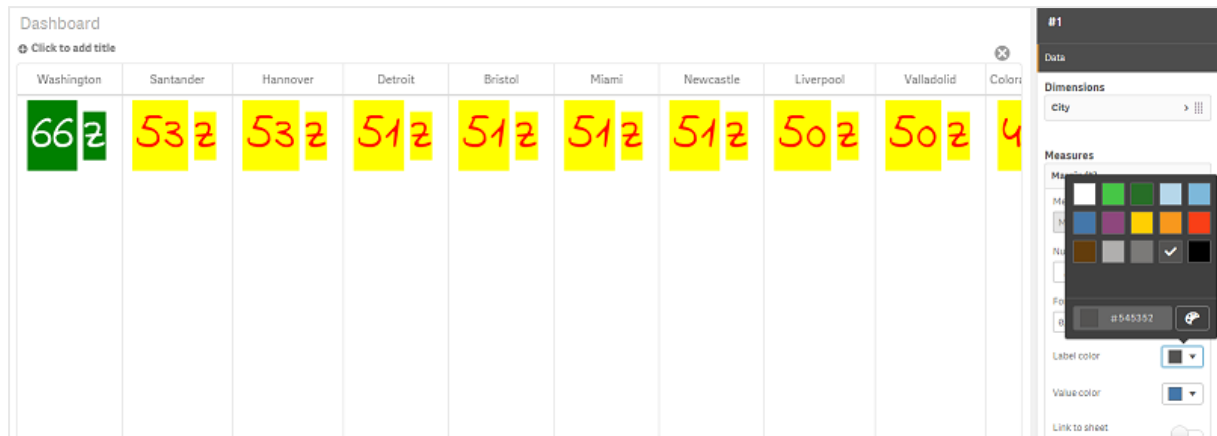 Dashboard
Click to add title
Washington Santander Hannover Detroit Bristol Miami Newcastle Liverpool Valladolid
66 z 53 z 53 z 51 z 51 z 51 z 51 z 50 z 50 z 4
#1
Data
Dimensions
City
Measures
#545352
Label color
Value color
Link to sheet